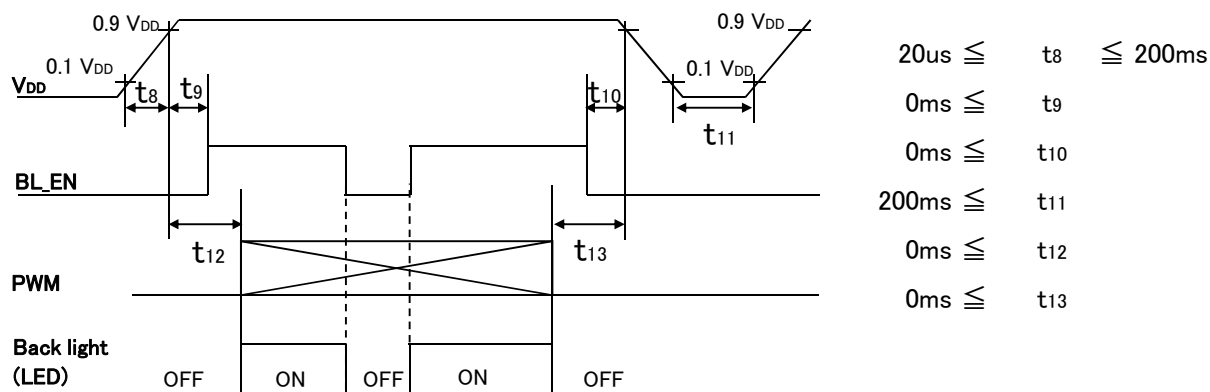 0.9 VDD
0.9 VDD
0.1 VDD
0.1 VDD
VDD
t8
t9
t10
t11
BL_EN
t12
t13
PWM
Back light
(LED)
OFF
ON
OFF
ON
OFF
20us ≦ t8 ≦ 200ms
0ms ≦ t9
0ms ≦ t10
200ms ≦ t11
0ms ≦ t12
0ms ≦ t13